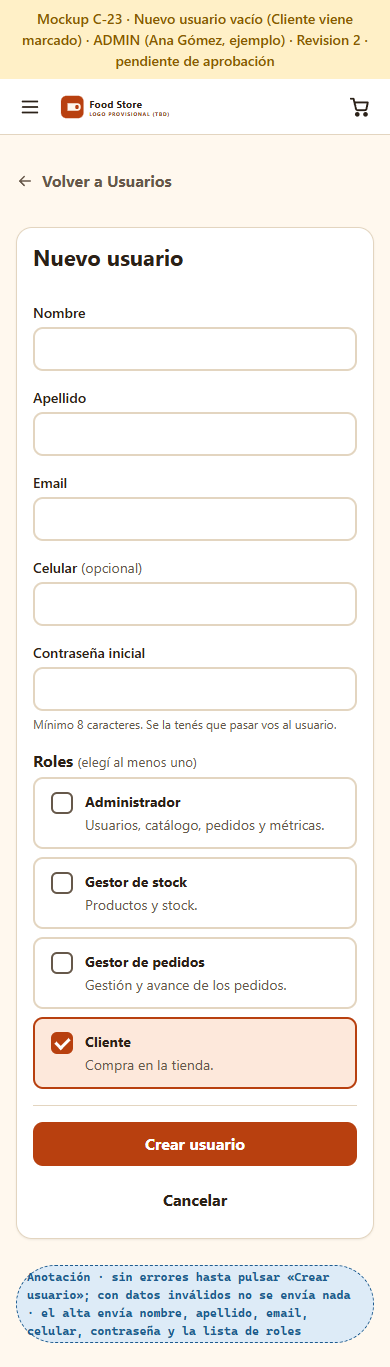 Mockup C-23 · Nuevo usuario vacío (Cliente viene
marcado) · ADMIN (Ana Gómez, ejemplo) · Revision 2 ·
pendiente de aprobación
Food Store
LOGO PROVISIONAL (TBD)
← Volver a Usuarios
Nuevo usuario
Nombre
Apellido
Email
Celular (opcional)
Contraseña inicial
Mínimo 8 caracteres. Se la tenés que pasar vos al usuario.
Roles (elegí al menos uno)
Administrador
Usuarios, catálogo, pedidos y métricas.
Gestor de stock
Productos y stock.
Gestor de pedidos
Gestión y avance de los pedidos.
Cliente
Compra en la tienda.
Crear usuario
Cancelar
Anotación · sin errores hasta pulsar «Crear
usuario»; con datos inválidos no se envía nada
· el alta envía nombre, apellido, email,
celular, contraseña y la lista de roles